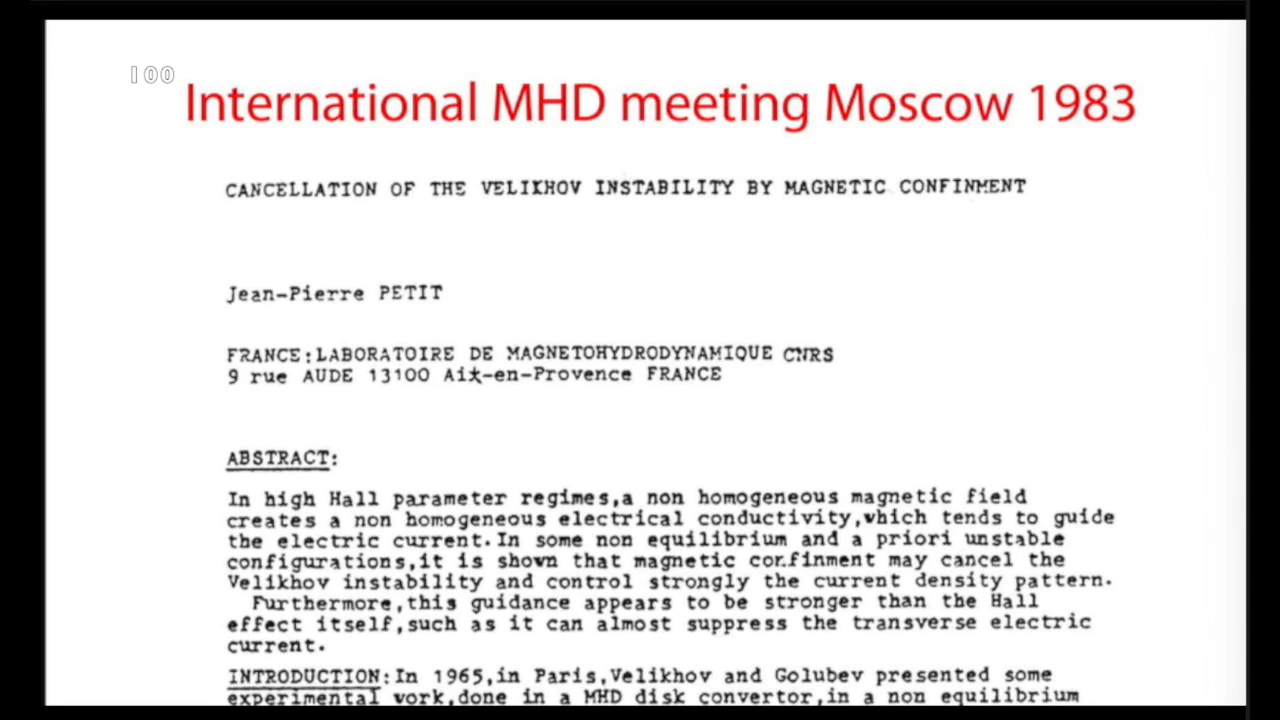 100
International MHD meeting Moscow 1983
CANCELLATION OF THE VELIKHOV INSTABILITY BY MAGNETIC CONFINMENT
Jean-Pierre PETIT
FRANCE:LABORATOIRE DE MAGNETOHYDRODYNAMIQUE CNRS
9 rue AUDE 13100 Aix-en-Provence FRANCE
ABSTRACT:
In high Hall parameter regimes,a non homogeneous magnetic field
creates a non homogeneous electrical conductivity,which tends to guide
the electric current.In some non equilibrium and a priori unstable
configurations,it is shown that magnetic confinment may cancel the
Velikhov instability and control strongly the current density pattern.
Furthermore,this guidance appears to be stronger than the Hall
effect itself,such as it can almost suppress the transverse electric
current.
INTRODUCTION:In 1965,in Paris,Velikhov and Golubev presented some
experimental work,done in a MHD disk convertor,in a non equilibrium